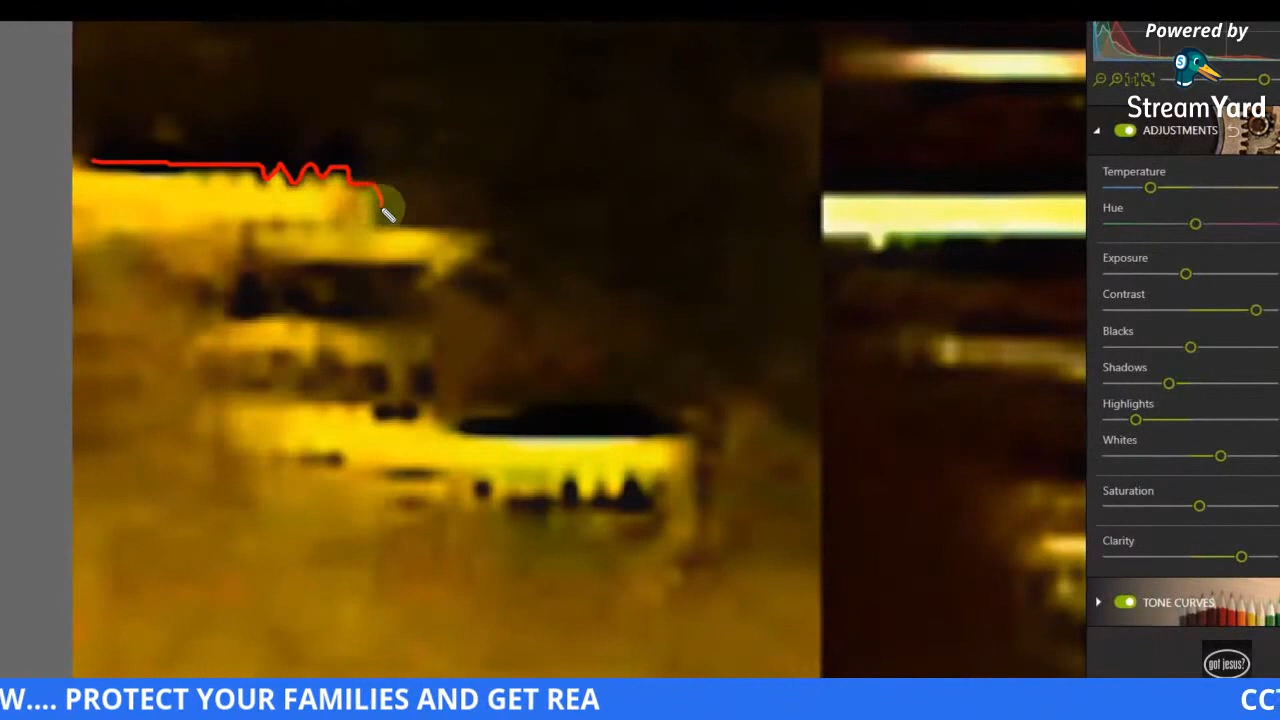 Powered by
StreamYard
ADJUSTMENTS
Temperature
Hue
Exposure
Contrast
Blacks
Shadows
Highlights
Whites
Saturation
Clarity
TONE CURVES
got jesus?
W.... PROTECT YOUR FAMILIES AND GET REA
CCT